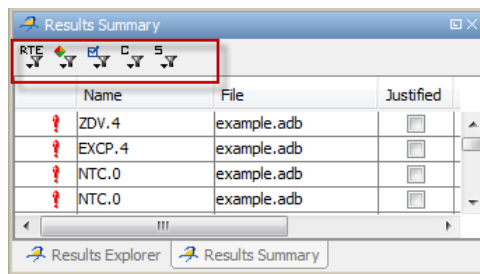 Results Summary
RTE C S
Name File Justified
ZDV.4 example.adb
EXCP.4 example.adb
NTC.0 example.adb
NTC.0 example.adb
Results Explorer Results Summary